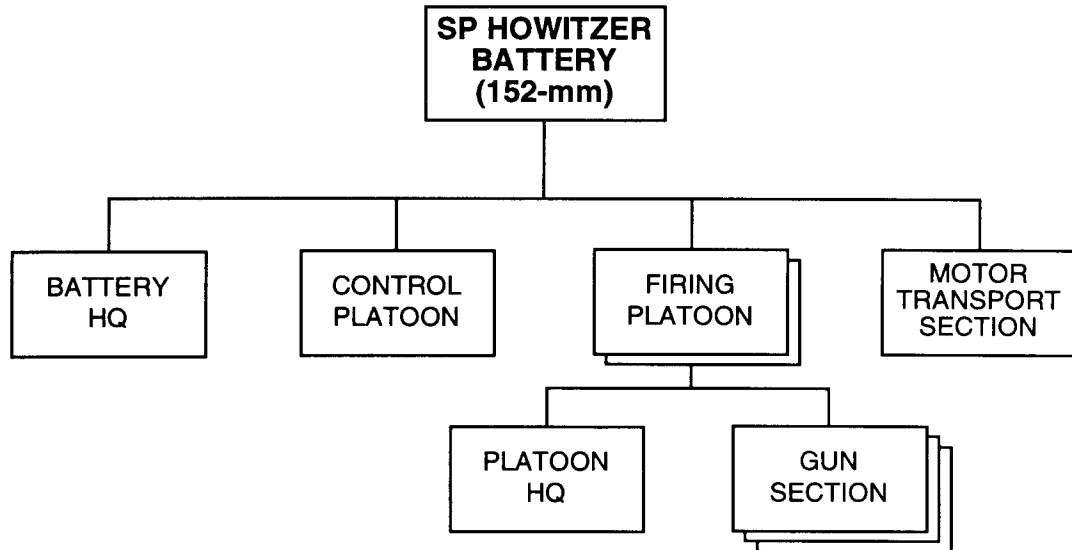 SP HOWITZER
BATTERY
(152-mm)
BATTERY
HQ
CONTROL
PLATOON
FIRING
PLATOON
MOTOR
TRANSPORT
SECTION
PLATOON
HQ
GUN
SECTION